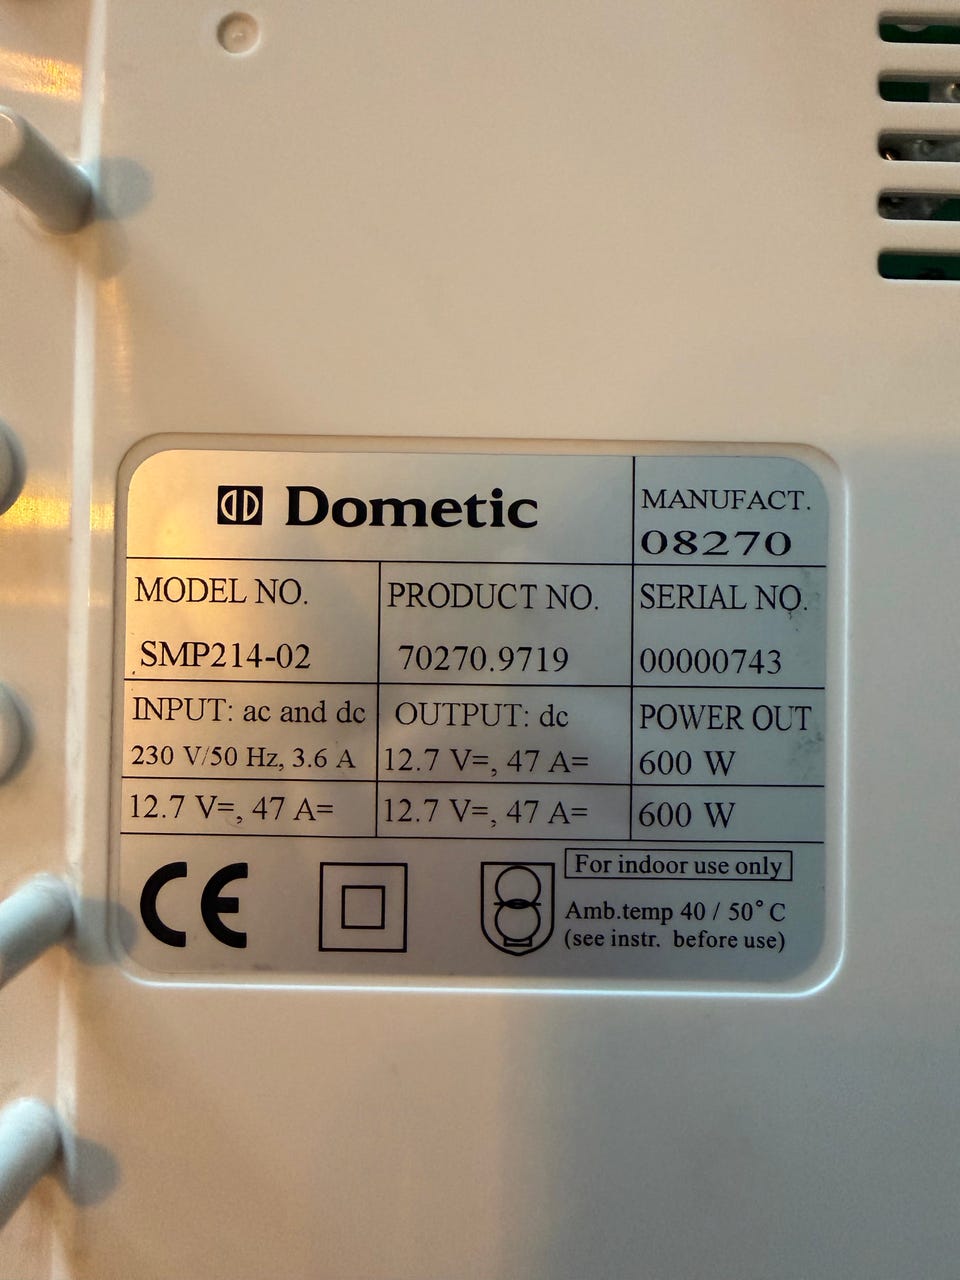 Dometic
MANUFACT.
08270
MODEL NO.
PRODUCT NO.
SERIAL NO.
SMP214-02
70270.9719
00000743
INPUT: ac and dc
OUTPUT: dc
POWER OUT
230 V/50 Hz, 3.6 A
12.7 V=, 47 A=
600 W
12.7 V=, 47 A=
12.7 V=, 47 A=
600 W
CE
For indoor use only
Amb.temp 40 / 50°C
(see instr. before use)